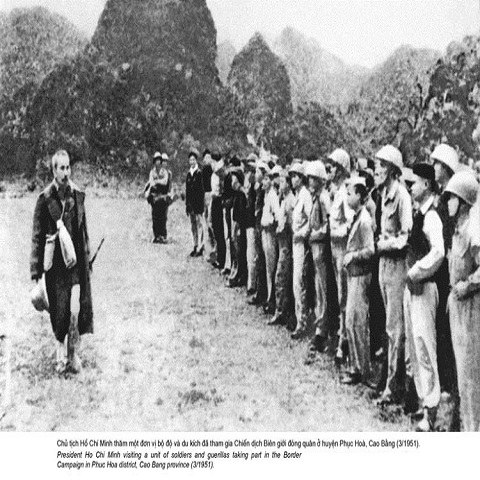 Chủ tịch Hồ Chí Minh thăm một đơn vị bộ đội và du kích đã tham gia Chiến dịch Biên giới đông quân ở huyện Phục Hoà, Cao Bằng (3/1951).
President Ho Chi Minh visiting a unit of soldiers and guerillas taking part in the Border
Campaign in Phuc Hoa district, Cao Bang province (3/1951).